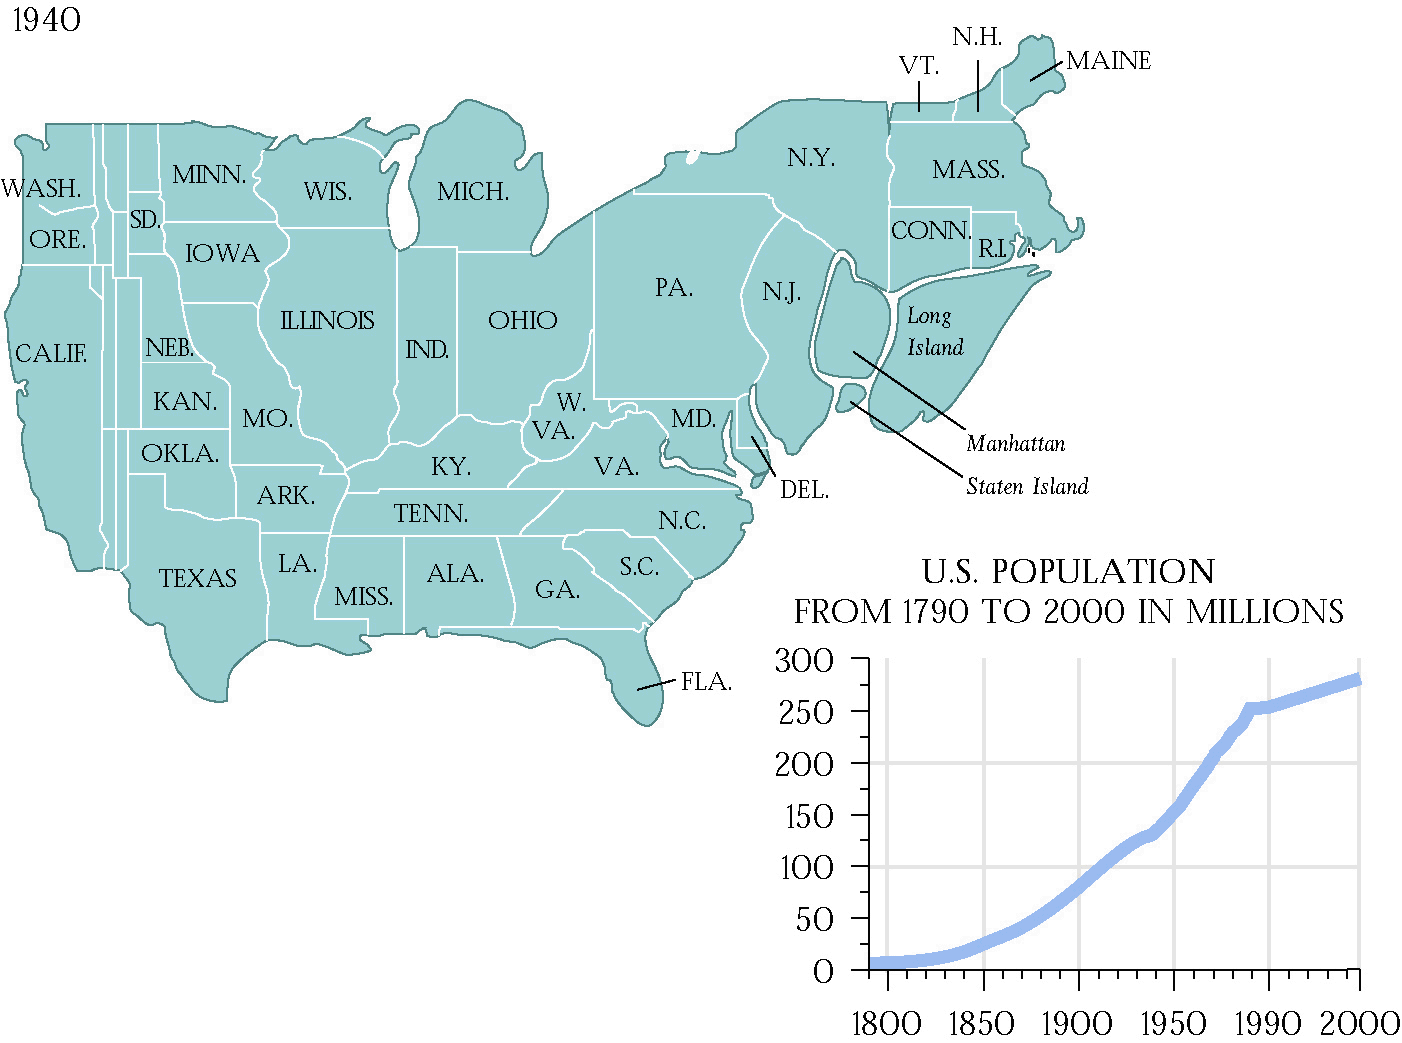 1940
N.H.
VT.
MAINE
WASH.
MINN.
WIS.
MICH.
N.Y.
MASS.
SD.
ORE.
IOWA
CONN.
R.I.
PA.
N.J.
ILLINOIS
OHIO
IND.
Long
Island
CALIF.
NEB.
KAN.
MO.
W.
VA.
MD.
OKLA.
KY.
VA.
Manhattan
DEL.
Staten Island
ARK.
TENN.
N.C.
TEXAS
LA.
MISS.
ALA.
GA.
S.C.
FLA.
U.S. POPULATION
FROM 1790 TO 2000 IN MILLIONS
300
250
200
150
100
50
0
1800 1850 1900 1950 1990 2000